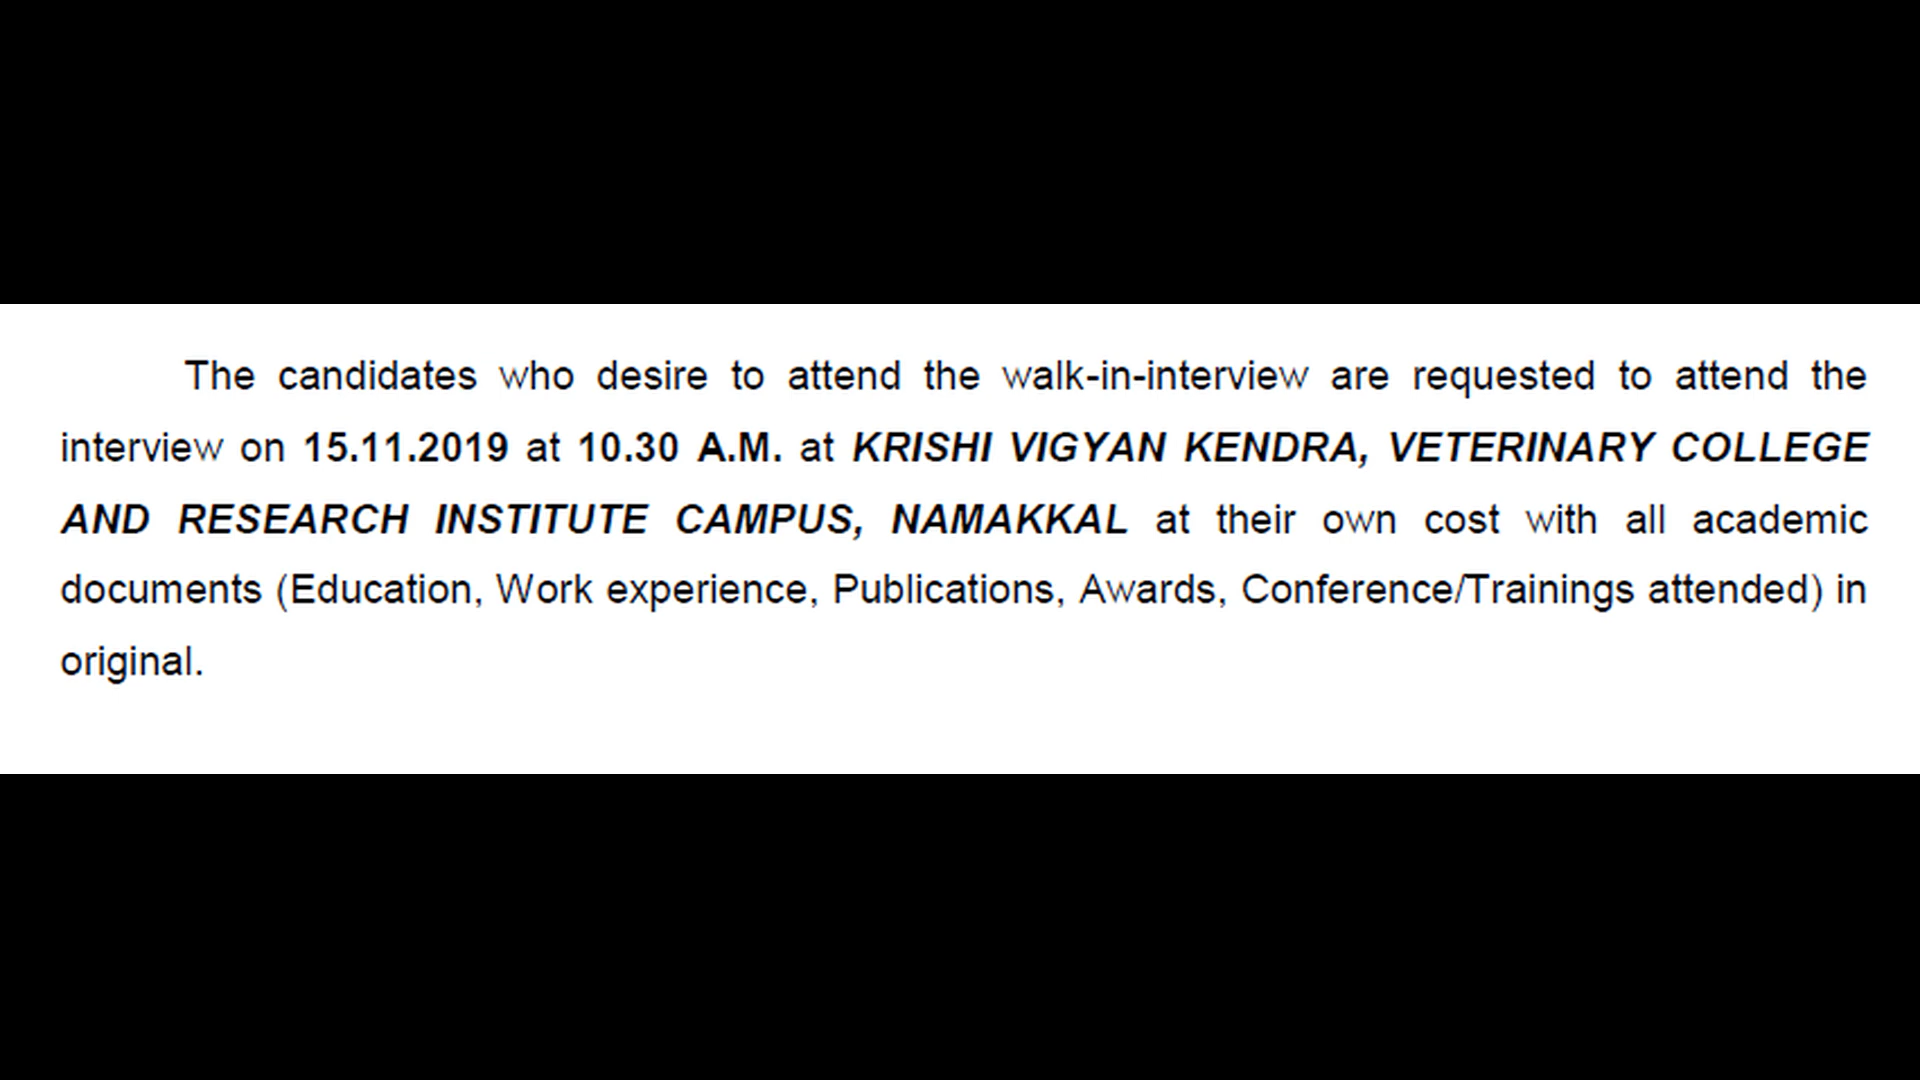 The candidates who desire to attend the walk-in-interview are requested to attend the
interview on 15.11.2019 at 10.30 A.M. at KRISHI VIGYAN KENDRA, VETERINARY COLLEGE
AND RESEARCH INSTITUTE CAMPUS, NAMAKKAL at their own cost with all academic
documents (Education, Work experience, Publications, Awards, Conference/Trainings attended) in
original.